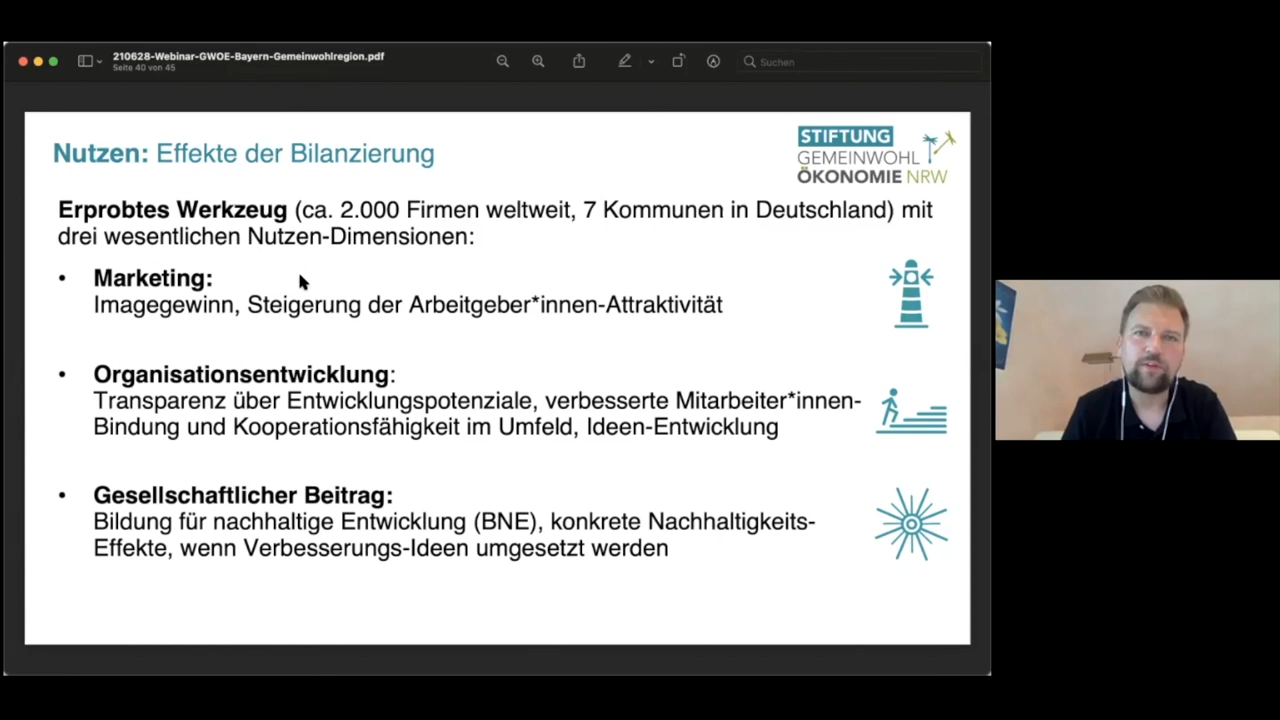 210628-Webinar-GWOE-Bayern-Gemeinwohlregion.pdf
Seite 40 von 45
Suchen
Nutzen: Effekte der Bilanzierung
STIFTUNG
GEMEINWOHL
ÖKONOMIE NRW
Erprobtes Werkzeug (ca. 2.000 Firmen weltweit, 7 Kommunen in Deutschland) mit
drei wesentlichen Nutzen-Dimensionen:
• Marketing:
Imagegewinn, Steigerung der Arbeitgeber*innen-Attraktivität
• Organisationsentwicklung:
Transparenz über Entwicklungspotenziale, verbesserte Mitarbeiter*innen-
Bindung und Kooperationsfähigkeit im Umfeld, Ideen-Entwicklung
• Gesellschaftlicher Beitrag:
Bildung für nachhaltige Entwicklung (BNE), konkrete Nachhaltigkeits-
Effekte, wenn Verbesserungs-Ideen umgesetzt werden